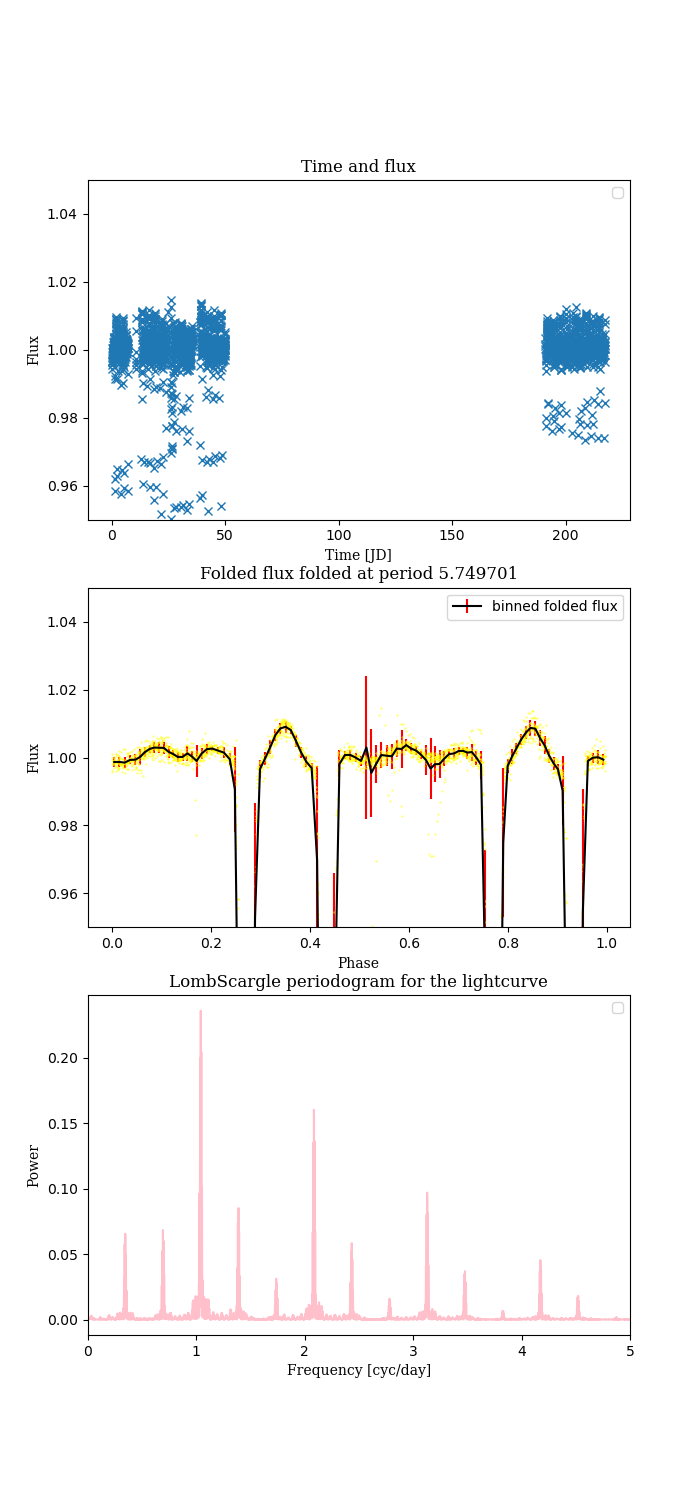 Time and flux
1.04
1.02
1.00
0.98
0.96
Flux
0 50 100 150 200
Time [JD]
Folded flux folded at period 5.749701
binned folded flux
1.04
1.02
1.00
0.98
0.96
Flux
0.0 0.2 0.4 0.6 0.8 1.0
Phase
LombScargle periodogram for the lightcurve
0.20
0.15
0.10
0.05
0.00
Power
0 1 2 3 4 5
Frequency [cyc/day]